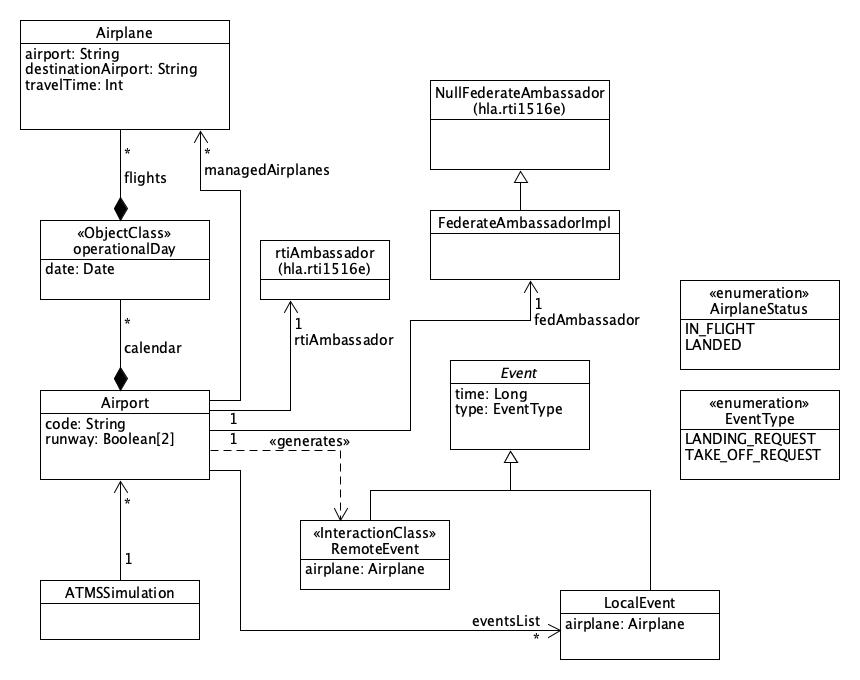 Airplane
airport: String
destinationAirport: String
travelTime: Int
*
flights
*
managedAirplanes
NullFederateAmbassador
(hla.rti1516e)
«ObjectClass»
operationalDay
date: Date
rtiAmbassador
(hla.rti1516e)
FederateAmbassadorImpl
*
calendar
1
rtiAmbassador
1
fedAmbassador
«enumeration»
AirplaneStatus
IN_FLIGHT
LANDED
Airport
code: String
runway: Boolean[2]
1
1
«generates»
Event
time: Long
type: EventType
«enumeration»
EventType
LANDING_REQUEST
TAKE_OFF_REQUEST
*
1
«InteractionClass»
RemoteEvent
airplane: Airplane
ATMSSimulation
eventsList
*
LocalEvent
airplane: Airplane